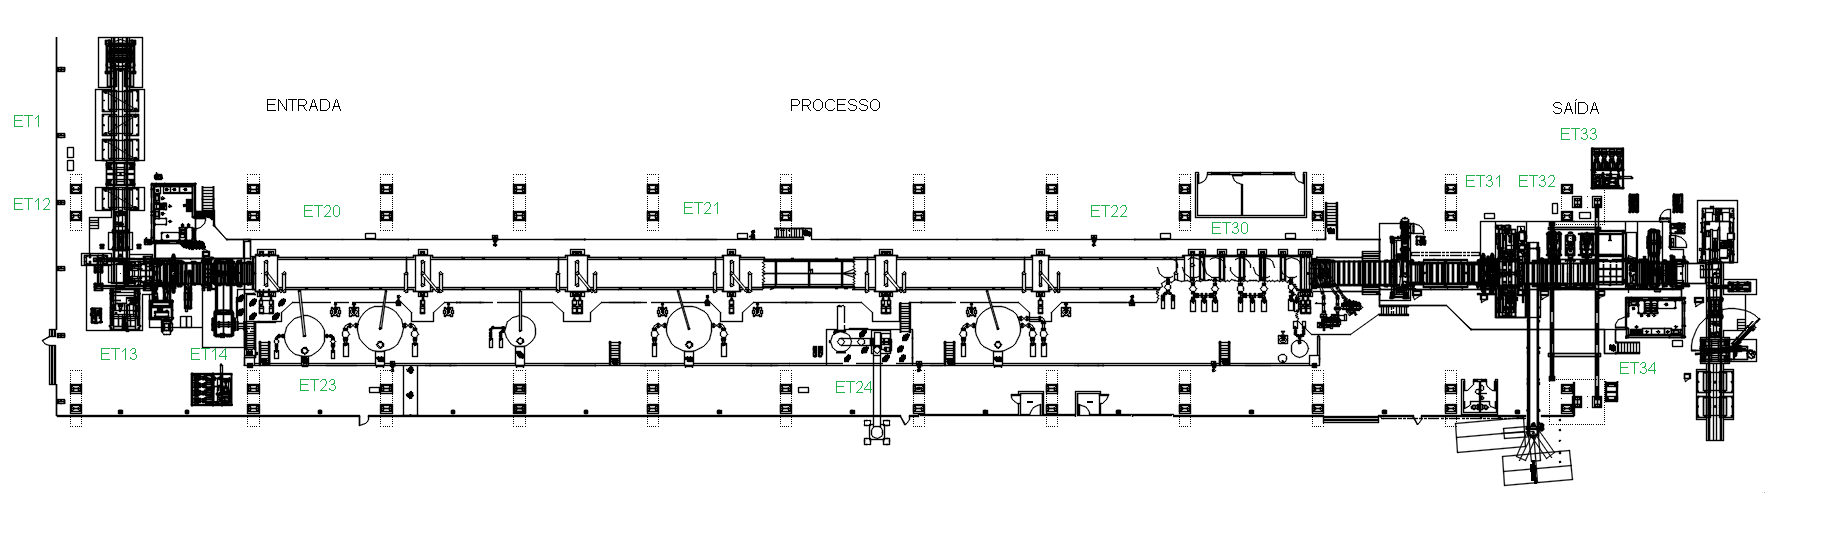 ENTRADA
PROCESSO
SAÍDA
ET1
ET33
ET12
ET20
ET21
ET22
ET30
ET31
ET32
ET13
ET14
ET23
ET24
ET34